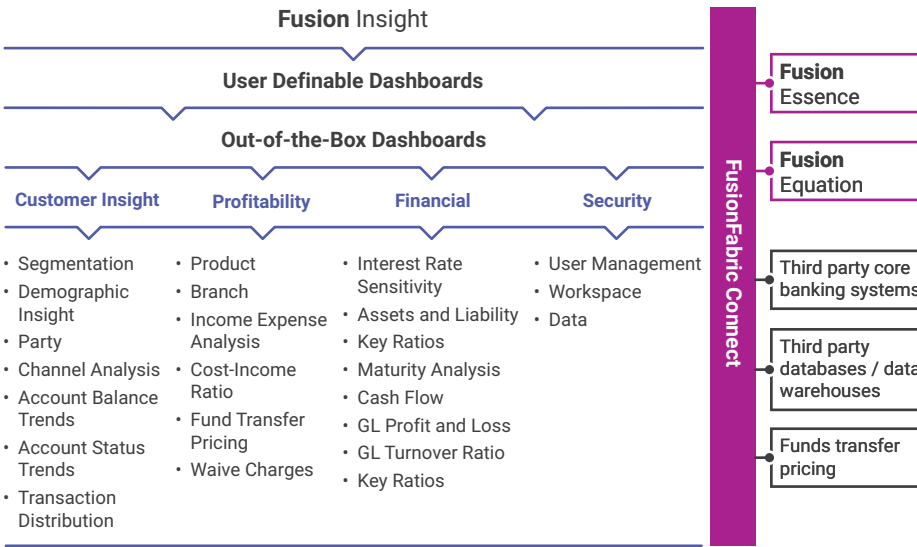 Fusion Insight
User Definable Dashboards
Out-of-the-Box Dashboards
Customer Insight
• Segmentation
• Demographic
Insight
• Party
• Channel Analysis
• Account Balance
Trends
• Account Status
Trends
• Transaction
Distribution
Profitability
• Product
• Branch
• Income Expense
Analysis
• Cost-Income
Ratio
• Fund Transfer
Pricing
• Waive Charges
Financial
• Interest Rate
Sensitivity
• Assets and Liability
• Key Ratios
• Maturity Analysis
• Cash Flow
• GL Profit and Loss
• GL Turnover Ratio
• Key Ratios
Security
• User Management
• Workspace
• Data
FusionFabric Connect
Fusion
Essence
Fusion
Equation
Third party core
banking systems
Third party
databases / data
warehouses
Funds transfer
pricing